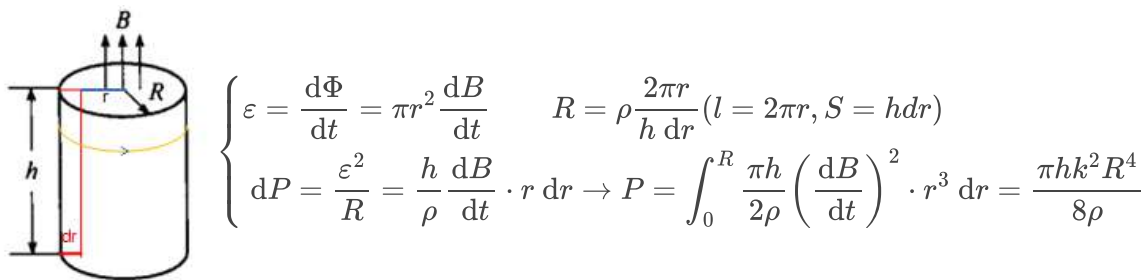 B
r
R
h
dr
ε = dΦ/dt = πr² dB/dt R = ρ 2πr/(h dr) (l = 2πr, S = hdr)
dP = ε²/R = h/ρ dB/dt · r dr → P = ∫₀ᴿ πh/2ρ (dB/dt)² · r³ dr = πhk²R⁴/8ρ